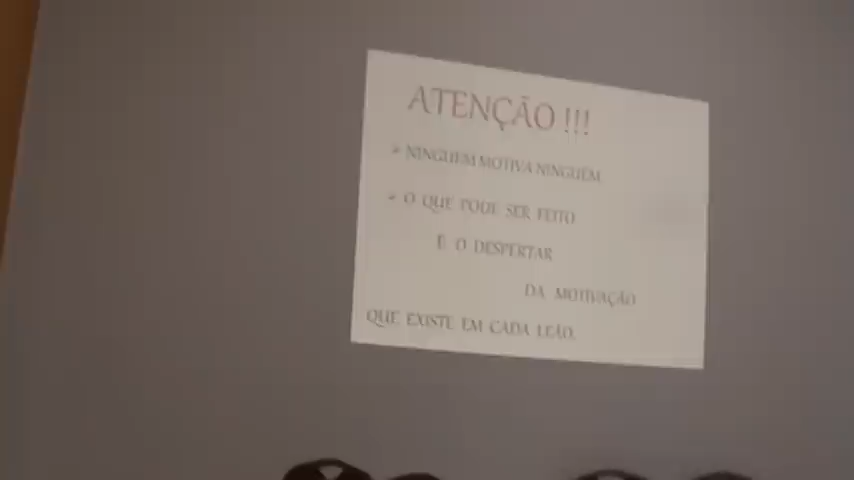 ATENÇÃO !!!
➢ NINGUÉM MOTIVA NINGUÉM.
➢ O QUE PODE SER FEITO
É O DESPERTAR
DA MOTIVAÇÃO
QUE EXISTE EM CADA LEÃO.